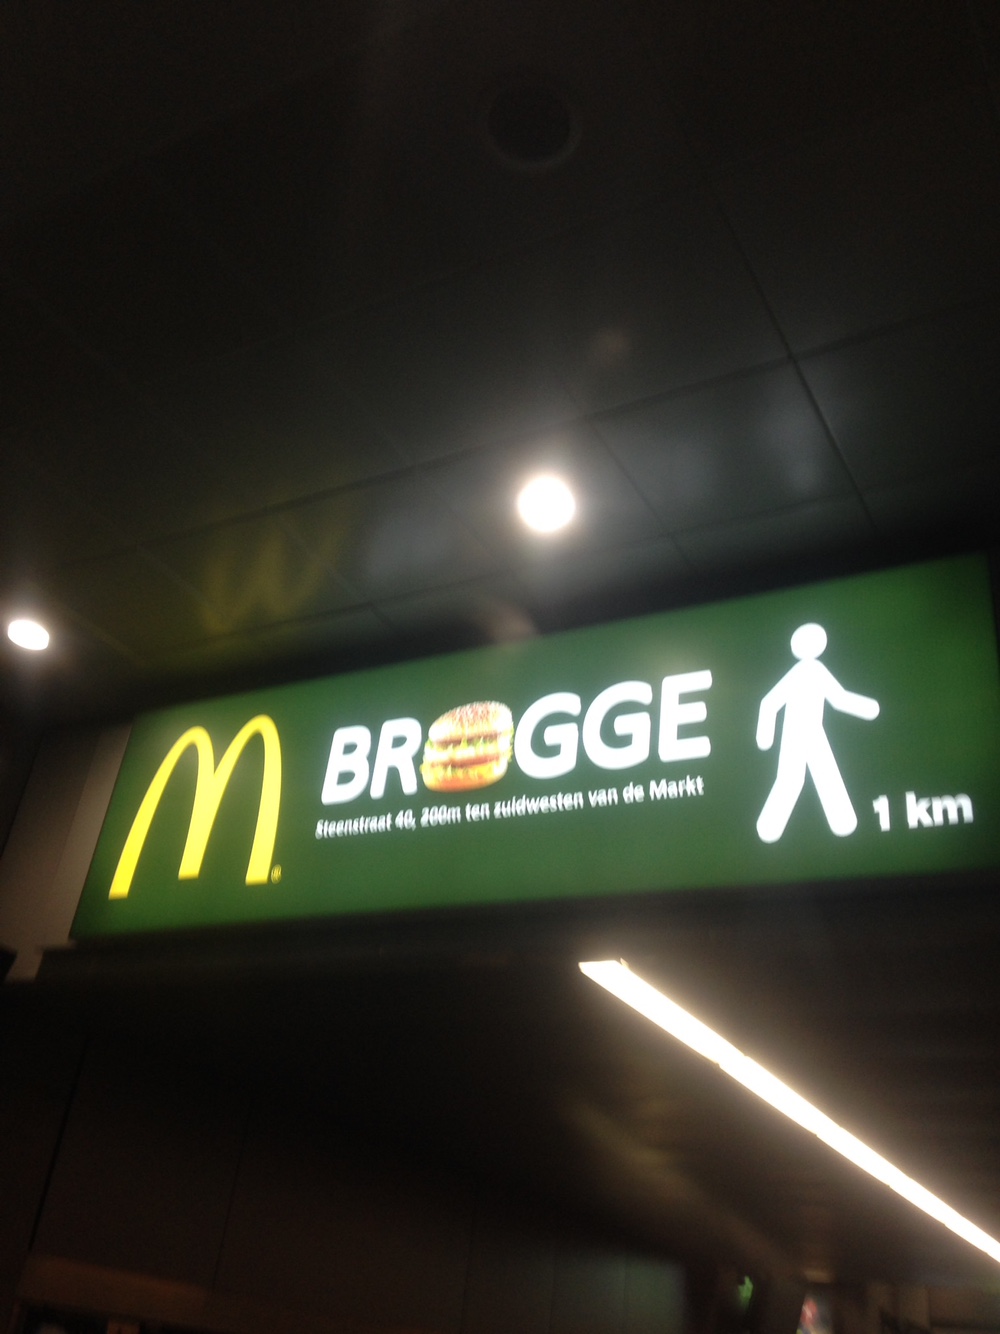 BR GGE
Steenstraat 40, 200m ten zuidwesten van de Markt
1 km